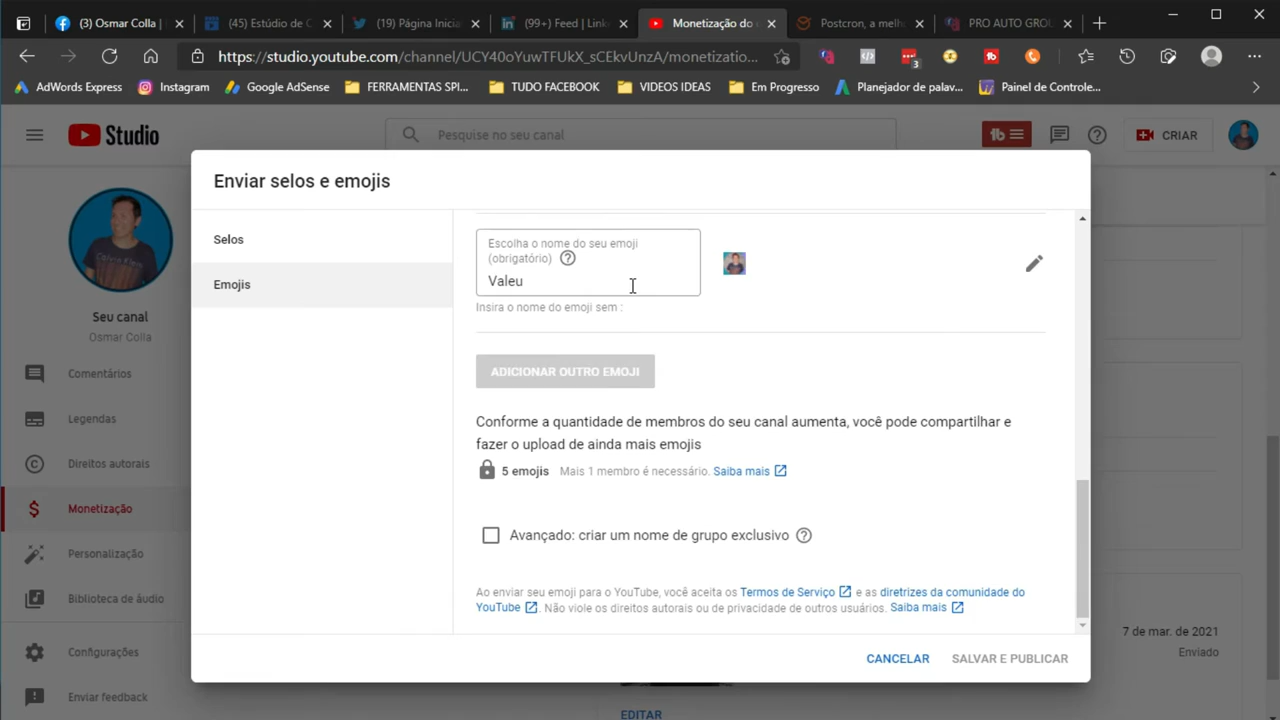 Osmar Colla |
(45) Estúdio de C
(19) Página Inicia
(99+) Feed | Link
Monetização do c
Postcron, a melh
PRO AUTO GROU
https://studio.youtube.com/channel/UCY40oYuwTFUkX_sCEkvUnzA/monetizatio...
3
AdWords Express
Instagram
Google AdSense
FERRAMENTAS SPI...
TUDO FACEBOOK
VIDEOS IDEAS
Em Progresso
Planejador de palav...
Painel de Controle...
Studio
Pesquise no seu canal
tb
CRIAR
Enviar selos e emojis
Selos
Emojis
Seu canal
Osmar Colla
Comentários
Legendas
Direitos autorais
Monetização
Personalização
Biblioteca de áudio
Configurações
Enviar feedback
Escolha o nome do seu emoji
(obrigatório)
Valeu
Insira o nome do emoji sem :
ADICIONAR OUTRO EMOJI
Conforme a quantidade de membros do seu canal aumenta, você pode compartilhar e
fazer o upload de ainda mais emojis
5 emojis Mais 1 membro é necessário. Saiba mais
Avançado: criar um nome de grupo exclusivo
Ao enviar seu emoji para o YouTube, você aceita os Termos de Serviço e as diretrizes da comunidade do
YouTube . Não viole os direitos autorais ou de privacidade de outros usuários. Saiba mais
CANCELAR
SALVAR E PUBLICAR
7 de mar. de 2021
Enviado
EDITAR